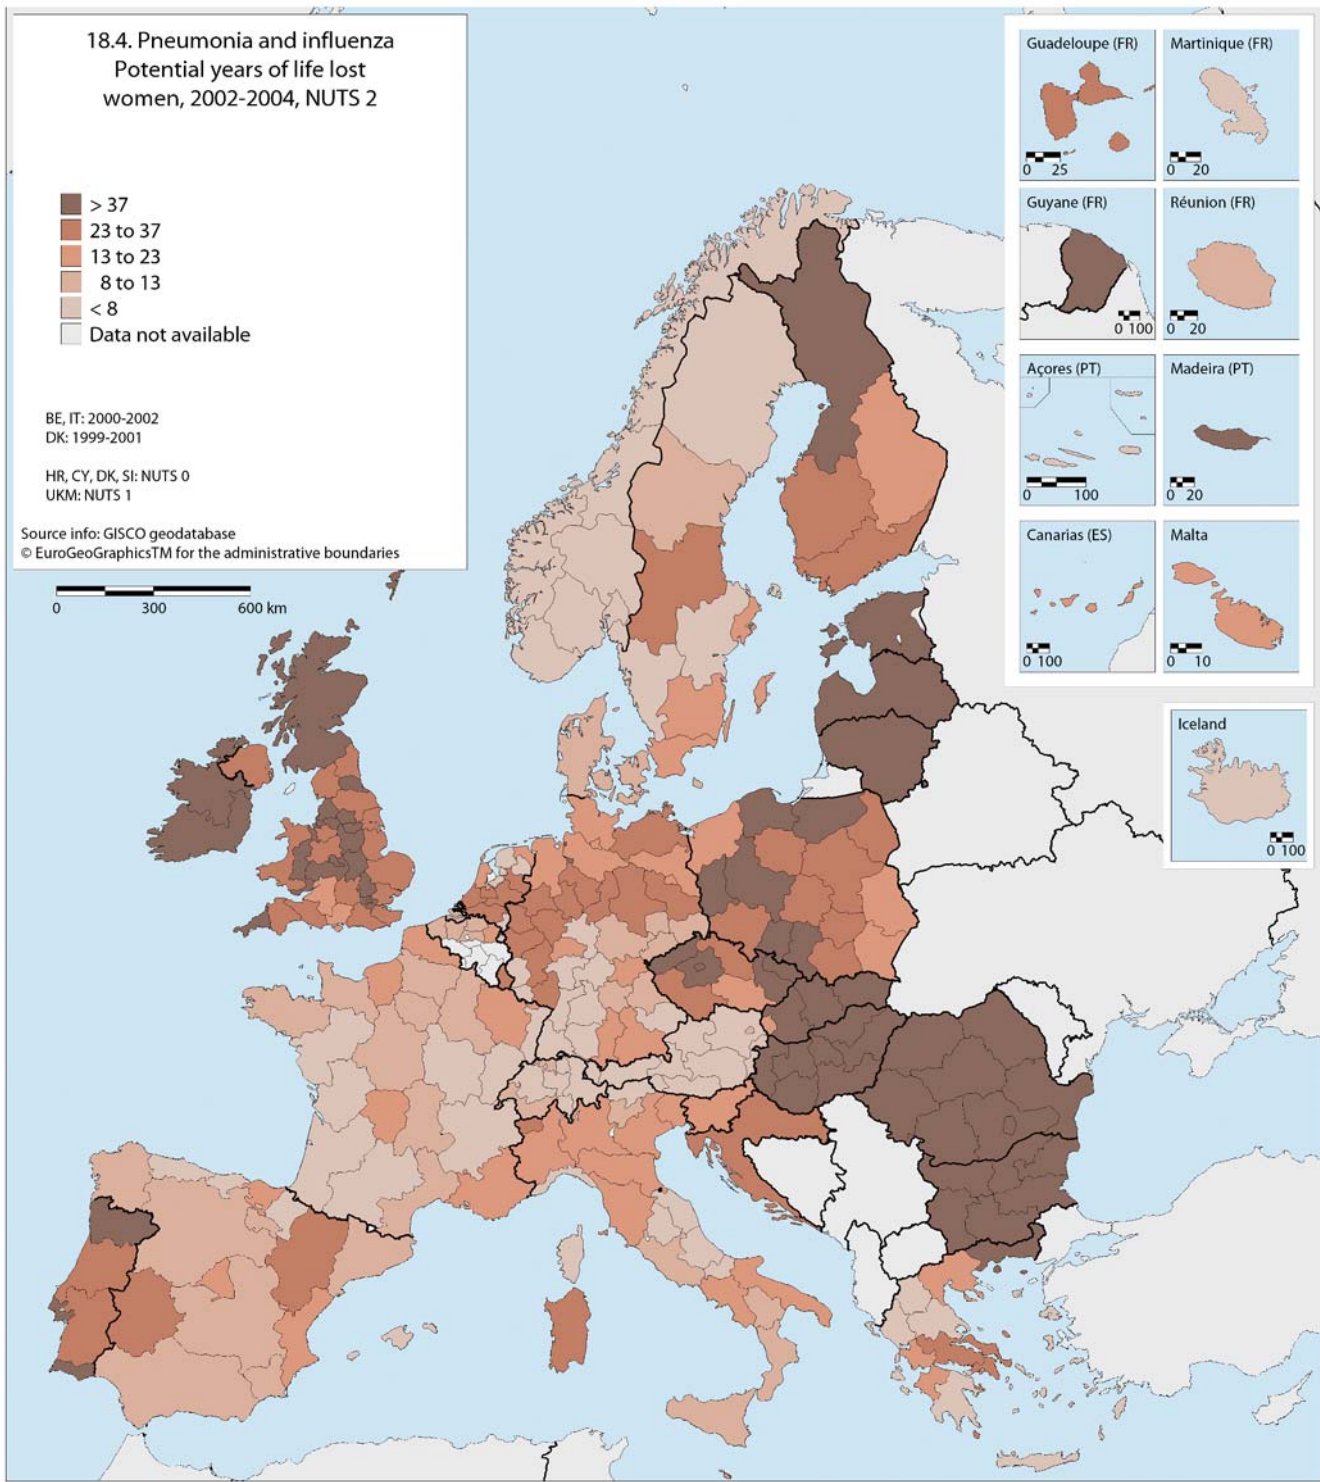 18.4. Pneumonia and influenza
Potential years of life lost
women, 2002-2004, NUTS 2
> 37
23 to 37
13 to 23
8 to 13
< 8
Data not available
BE, IT: 2000-2002
DK: 1999-2001
HR, CY, DK, SI: NUTS 0
UKM: NUTS 1
Source info: GISCO geodatabase
© EuroGeoGraphicsTM for the administrative boundaries
0 300 600 km
Guadeloupe (FR)
0 25
Martinique (FR)
0 20
Guyane (FR)
0 100
Réunion (FR)
0 20
Açores (PT)
0 100
Madeira (PT)
0 20
Canarias (ES)
0 100
Malta
0 10
Iceland
0 100